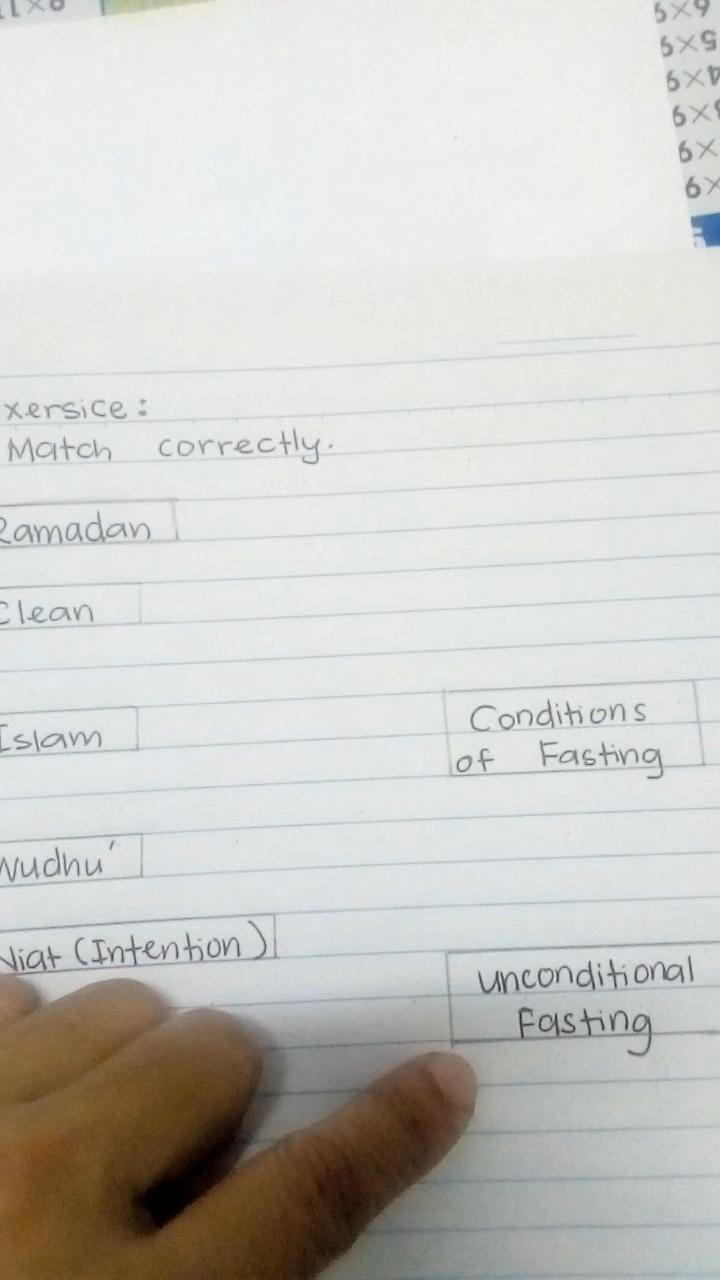 xersice:
Match correctly.
Ramadan
Clean
Islam
Conditions
of Fasting
Wudhu'
Niat (Intention)
unconditional
Fasting